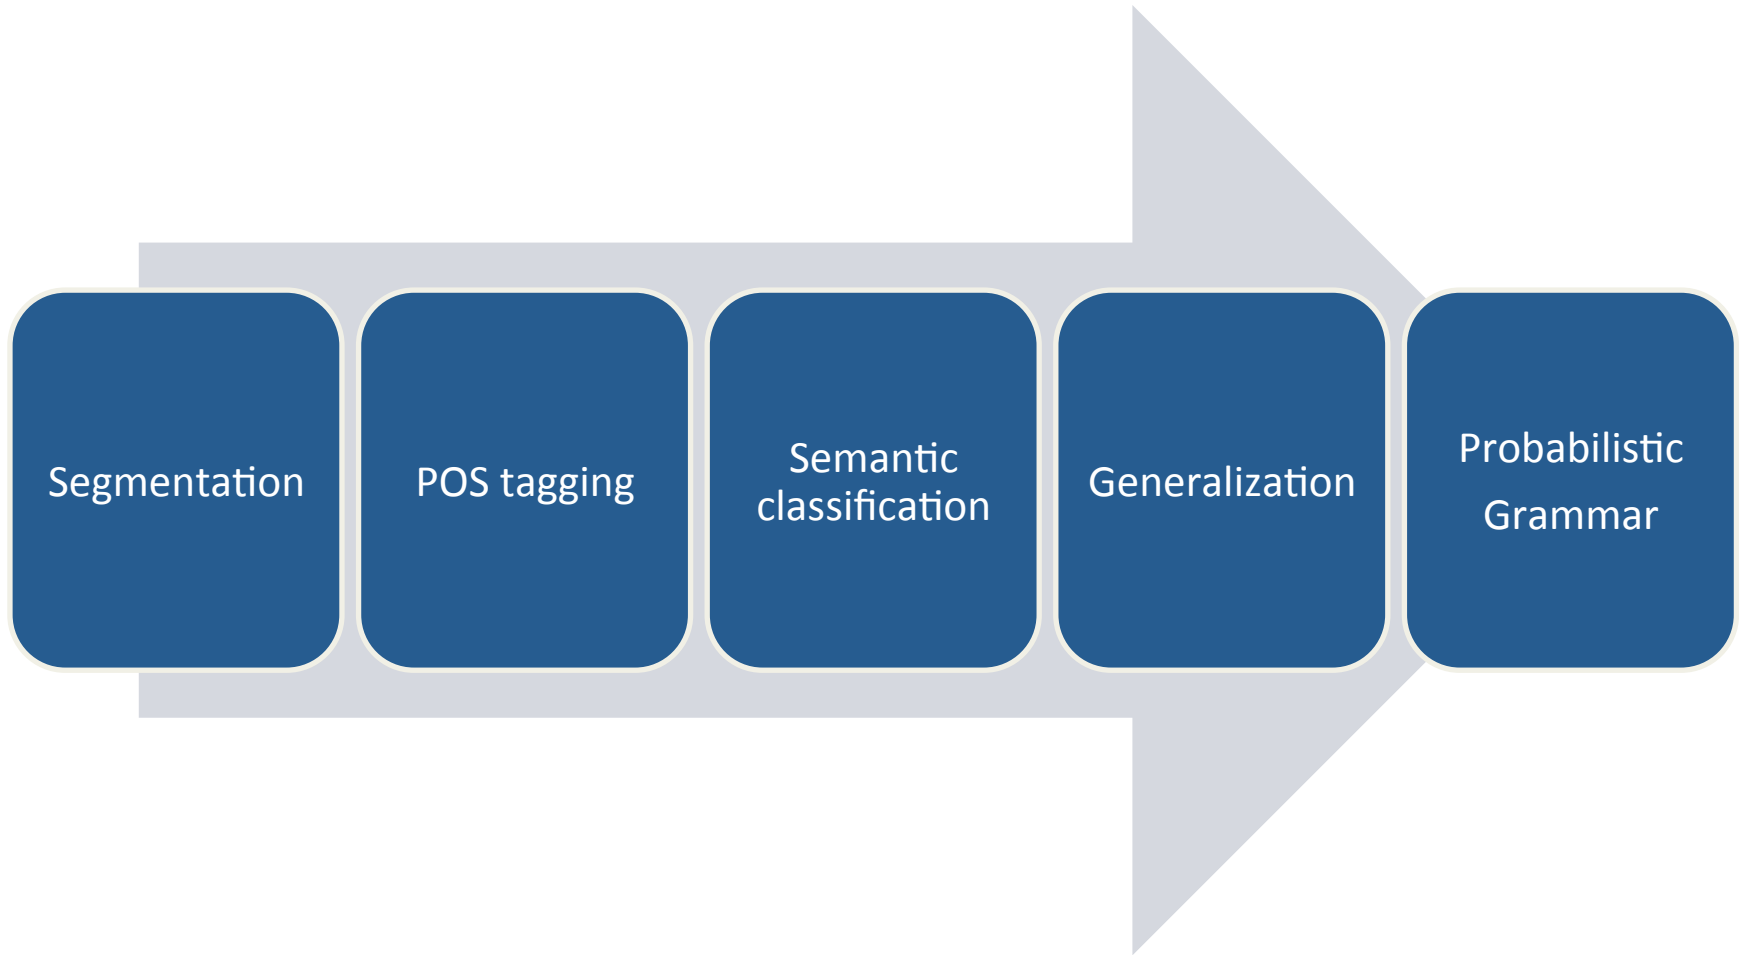 Segmentation
POS tagging
Semantic
classification
Generalization
Probabilistic
Grammar